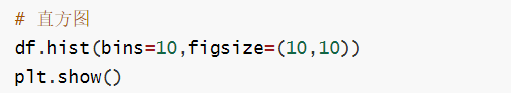 # 直方图
df.hist(bins=10,figsize=(10,10))
plt.show()